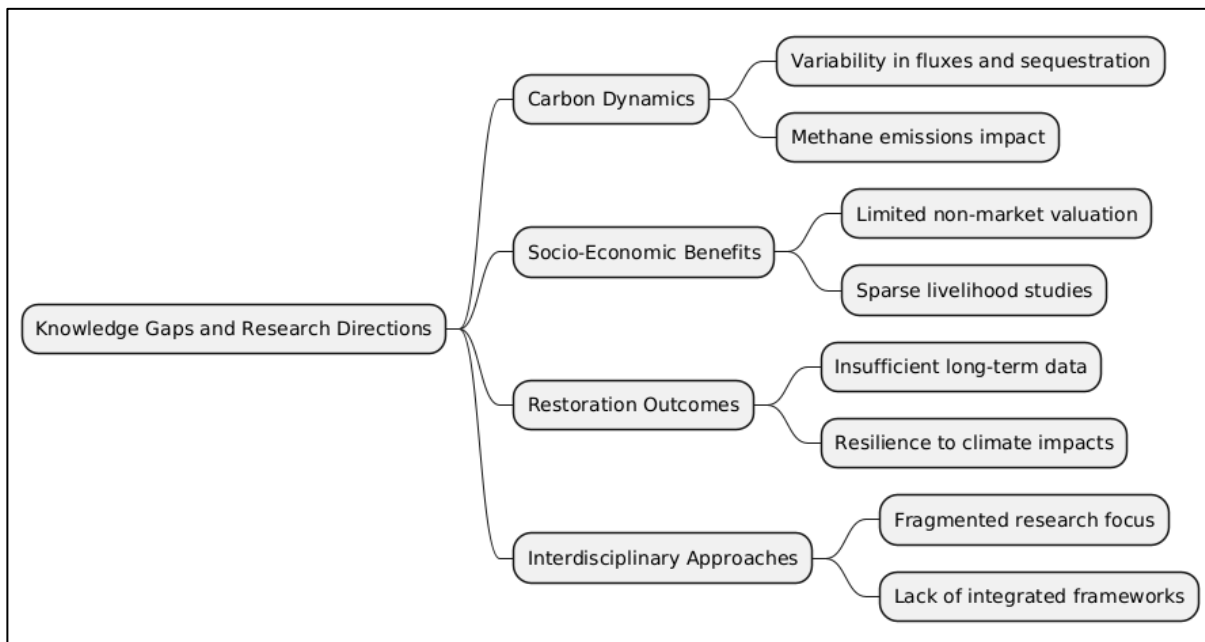 Knowledge Gaps and Research Directions
Carbon Dynamics
Variability in fluxes and sequestration
Methane emissions impact
Socio-Economic Benefits
Limited non-market valuation
Sparse livelihood studies
Restoration Outcomes
Insufficient long-term data
Resilience to climate impacts
Interdisciplinary Approaches
Fragmented research focus
Lack of integrated frameworks